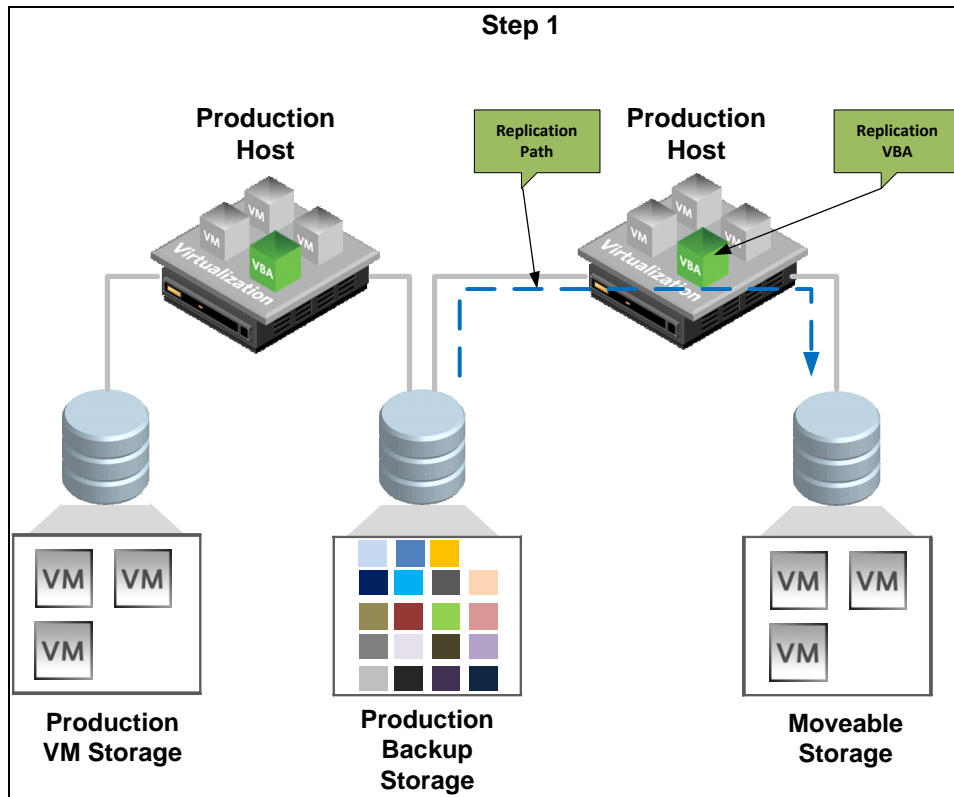 Step 1
Production
Host
Replication
Path
Production
Host
Replication
VBA
VM
VM
VM
VBA
Virtualization
VM
VM
VM
VBA
Virtualization
VM
VM
VM
VM
VM
VM
Production
VM Storage
Production
Backup
Storage
Moveable
Storage